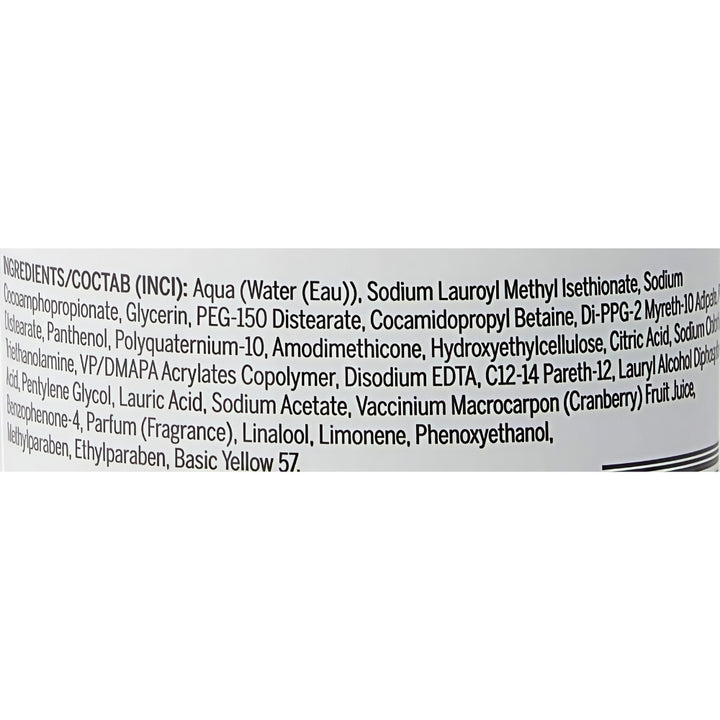 INGREDIENTS/СОСТАВ (INCI): Aqua (Water (Eau)), Sodium Lauroyl Methyl Isethionate, Sodium
Cocoamphopropionate, Glycerin, PEG-150 Distearate, Cocamidopropyl Betaine, Di-PPG-2 Myreth-10
Distearate, Panthenol, Polyquaternium-10, Amodimethicone, Hydroxyethylcellulose, Citric Acid, Sodium
Triethanolamine, VP/DMAPA Acrylates Copolymer, Disodium EDTA, C12-14 Pareth-12, Lauryl Alcohol
Acid, Pentylene Glycol, Lauric Acid, Sodium Acetate, Vaccinium Macrocarpon (Cranberry) Fruit Juice,
Benzophenone-4, Parfum (Fragrance), Linalool, Limonene, Phenoxyethanol,
Methylparaben, Ethylparaben, Basic Yellow 57.